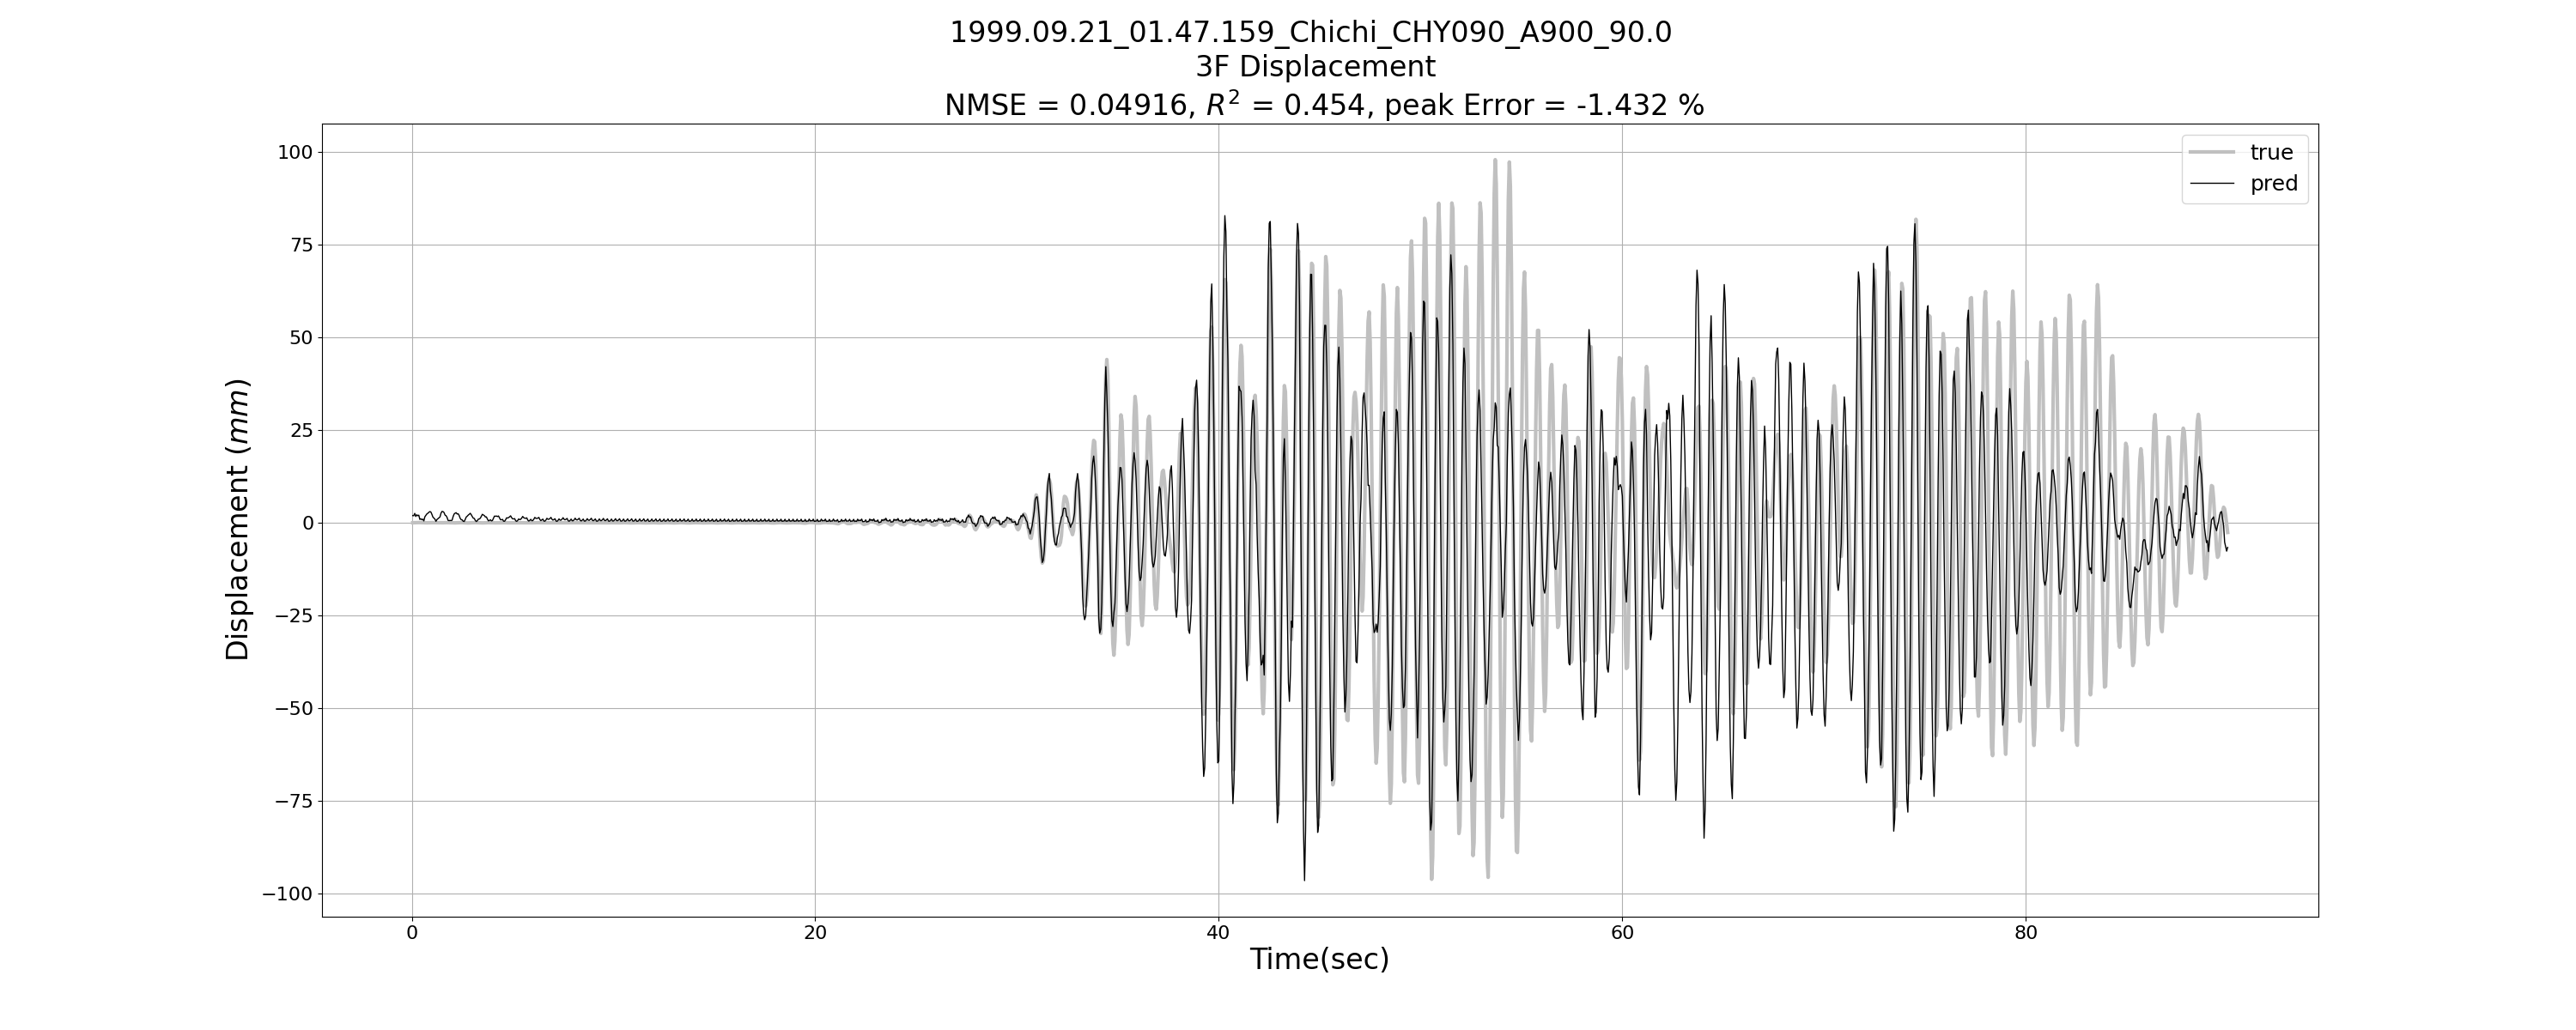 1999.09.21_01.47.159_Chichi_CHY090_A900_90.0
3F Displacement
NMSE = 0.04916, R² = 0.454, peak Error = -1.432 %
true
pred
100
75
50
25
0
−25
−50
−75
−100
Displacement (mm)
0 20 40 60 80
Time(sec)